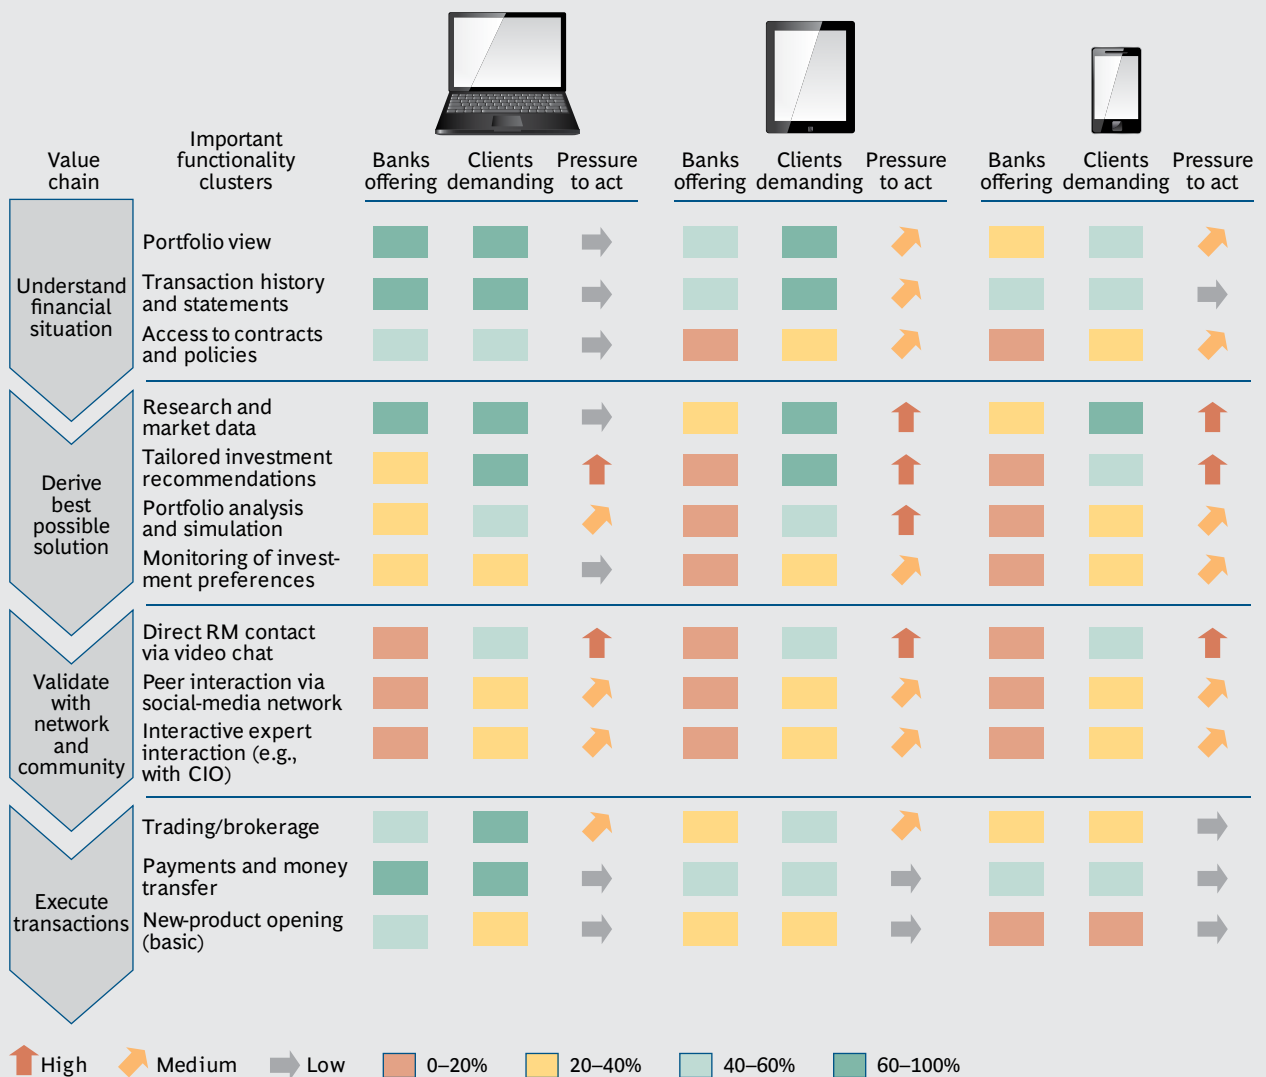 Value
chain
Important
functionality
clusters
Banks
offering
Clients
demanding
Pressure
to act
Banks
offering
Clients
demanding
Pressure
to act
Banks
offering
Clients
demanding
Pressure
to act
Understand
financial
situation
Portfolio view
Transaction history
and statements
Access to contracts
and policies
Derive
best
possible
solution
Research and
market data
Tailored investment
recommendations
Portfolio analysis
and simulation
Monitoring of invest-
ment preferences
Validate
with
network
and
community
Direct RM contact
via video chat
Peer interaction via
social-media network
Interactive expert
interaction (e.g.,
with CIO)
Execute
transactions
Trading/brokerage
Payments and money
transfer
New-product opening
(basic)
High
Medium
Low
0–20%
20–40%
40–60%
60–100%